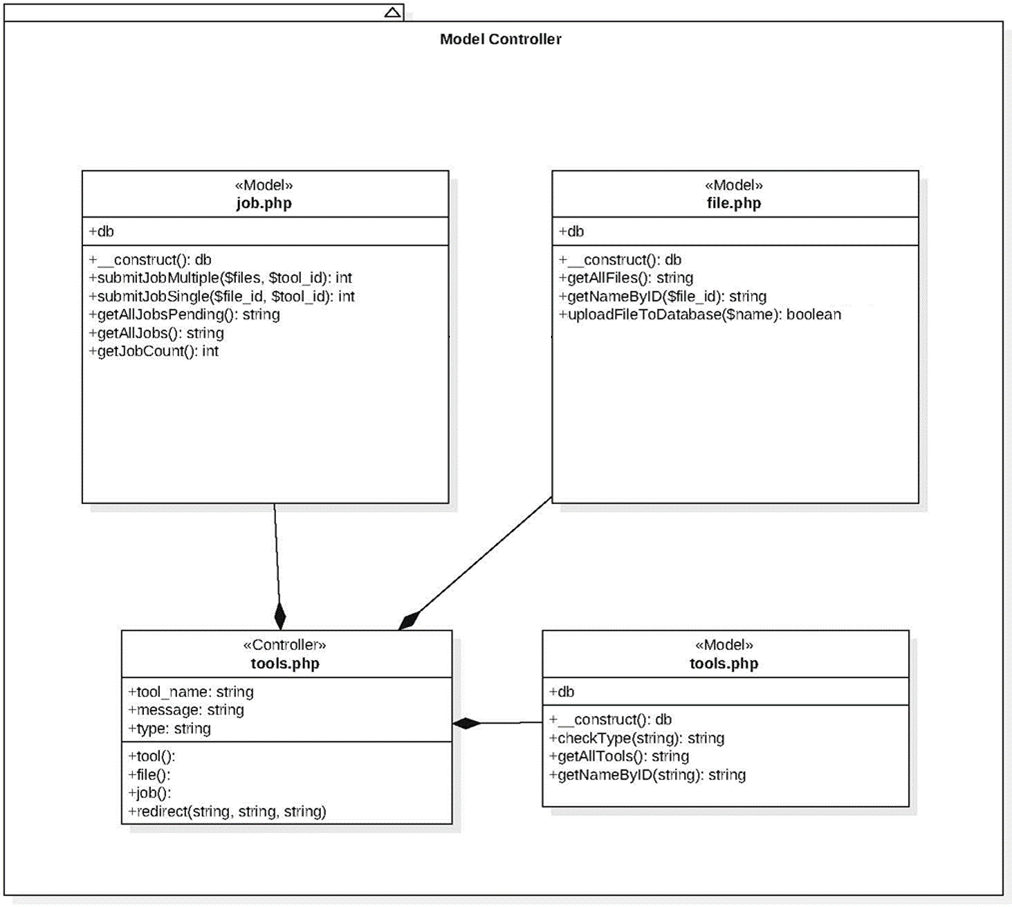 Model Controller
«Model»
job.php
+db
+__construct(): db
+submitJobMultiple($files, $tool_id): int
+submitJobSingle($file_id, $tool_id): int
+getAllJobsPending(): string
+getAllJobs(): string
+getJobCount(): int
«Model»
file.php
+db
+__construct(): db
+getAllFiles(): string
+getNameByID($file_id): string
+uploadFileToDatabase($name): boolean
«Controller»
tools.php
+tool_name: string
+message: string
+type: string
+tool():
+file():
+job():
+redirect(string, string, string)
«Model»
tools.php
+db
+__construct(): db
+checkType(string): string
+getAllTools(): string
+getNameByID(string): string